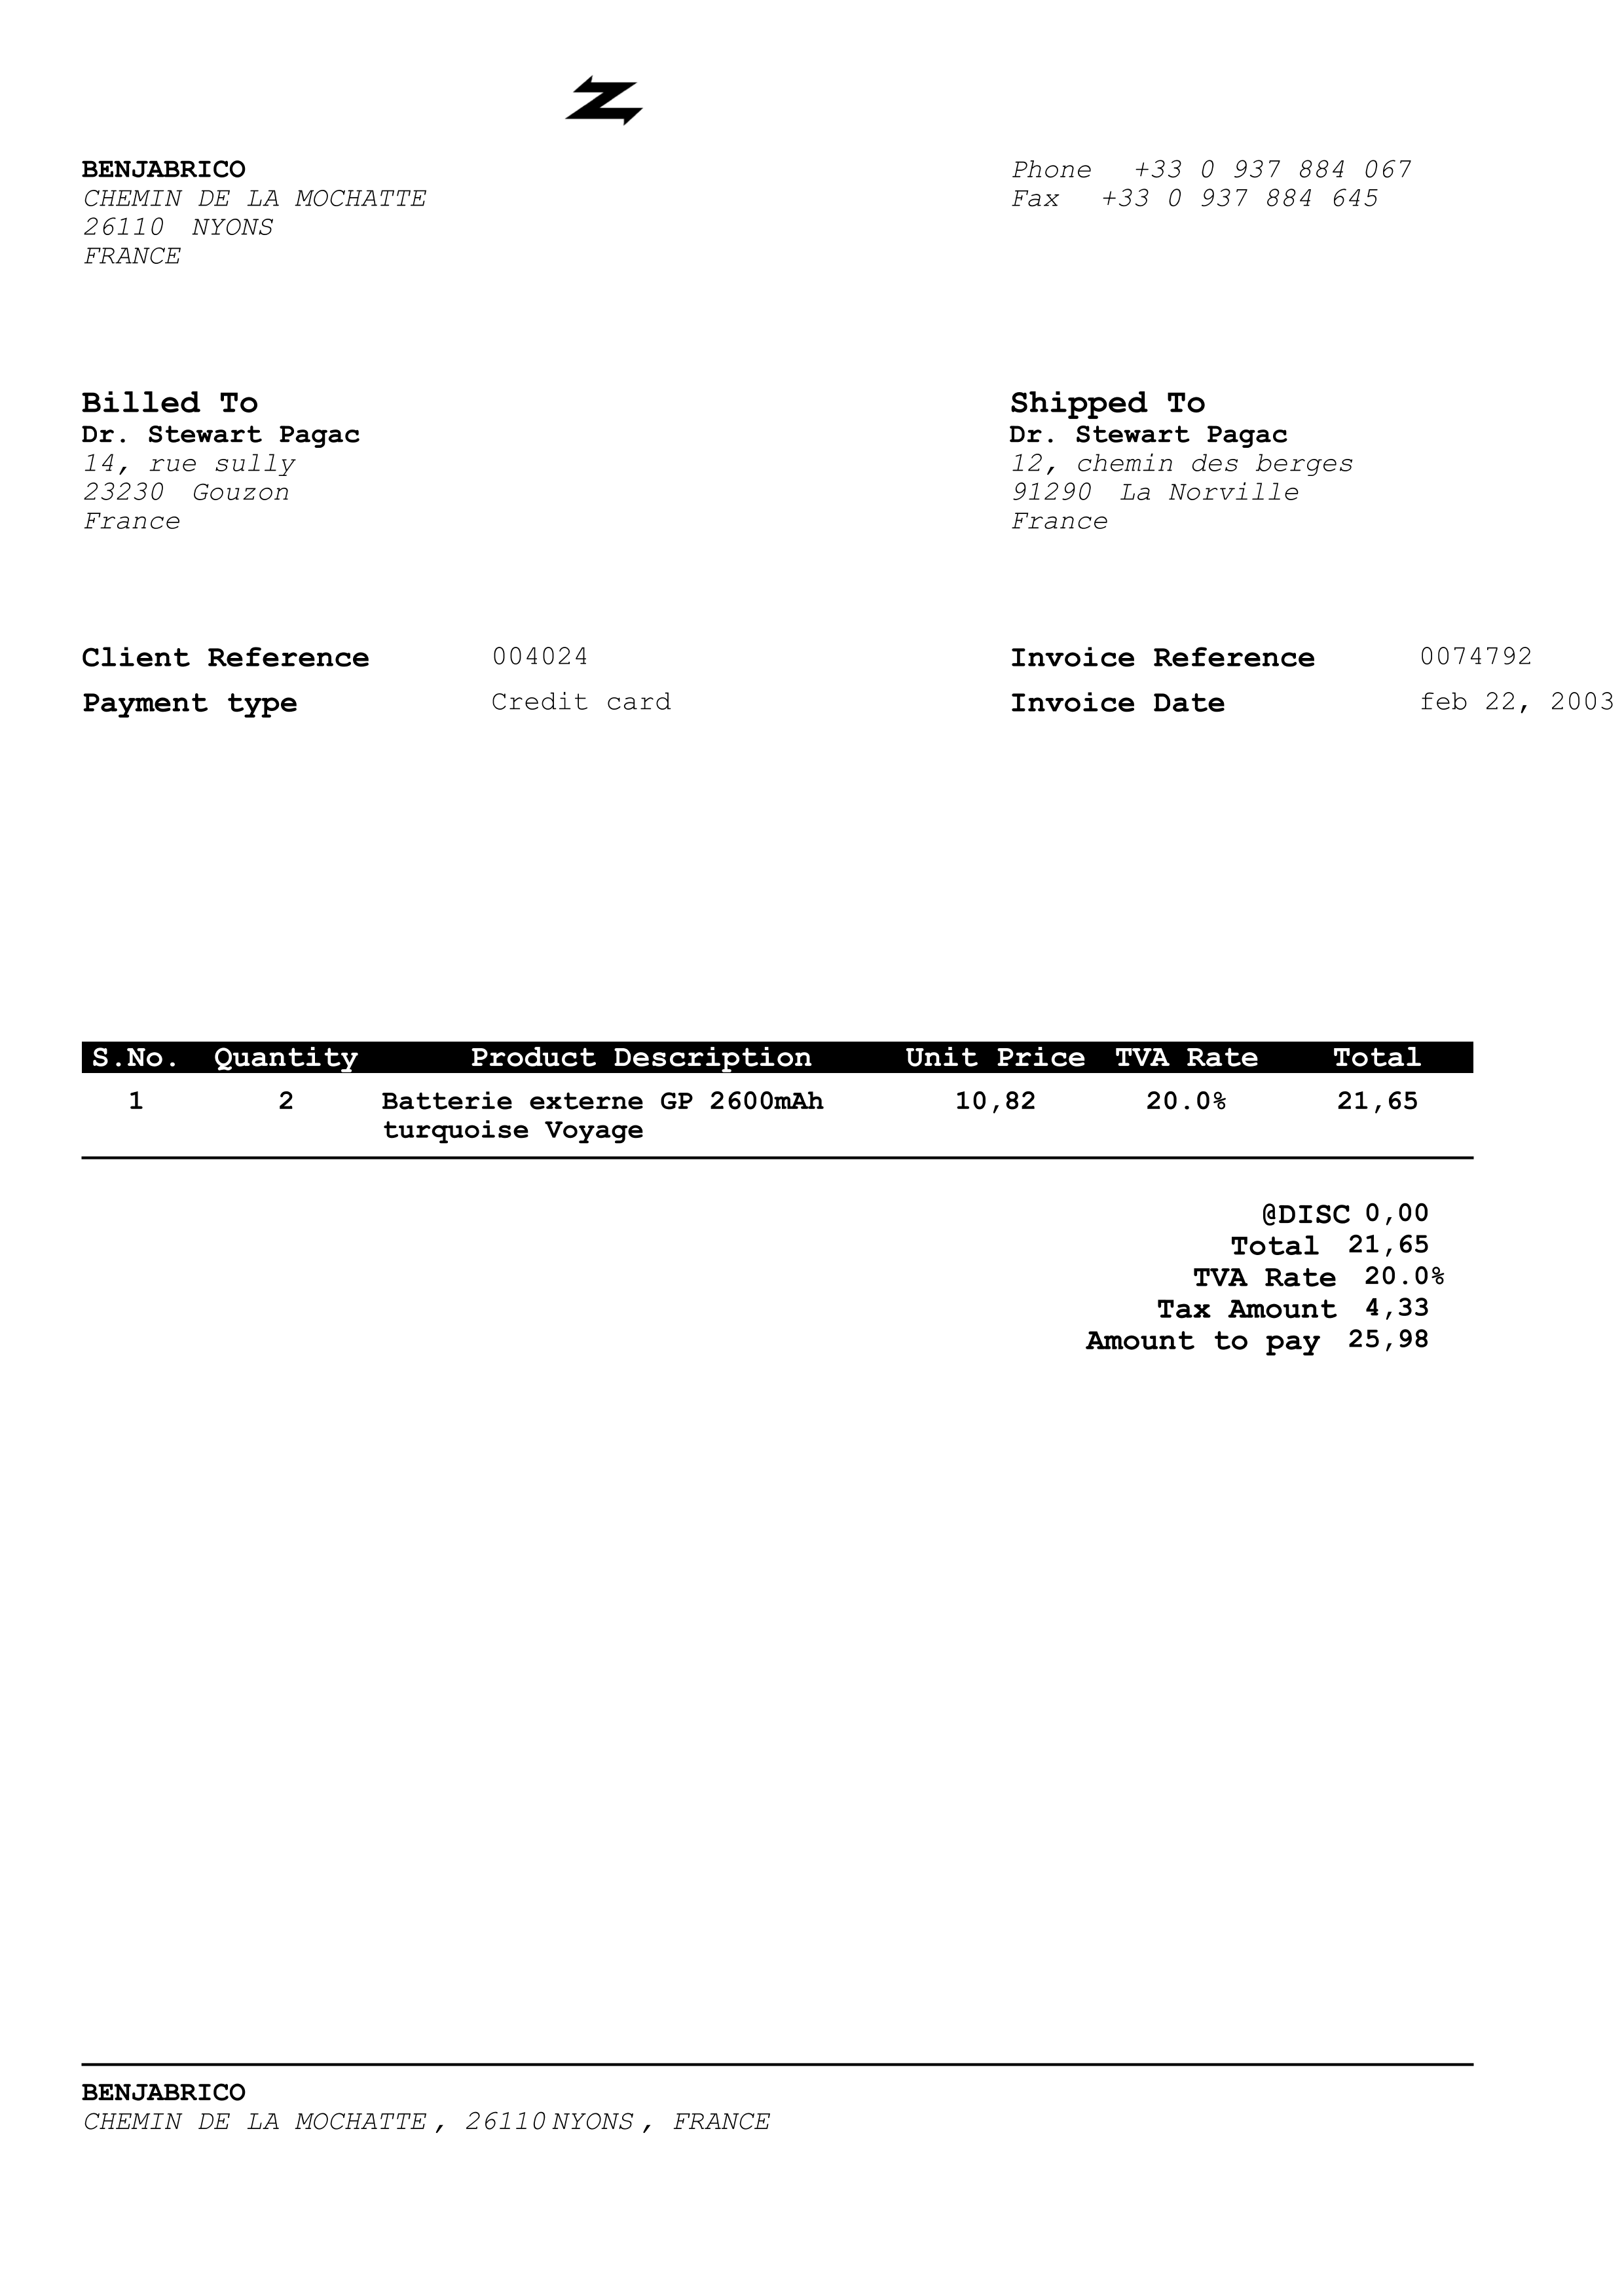 BENJABRICO
CHEMIN DE LA MOCHATTE
26110 NYONS
FRANCE
Phone +33 0 937 884 067
Fax +33 0 937 884 645
Billed To
Dr. Stewart Pagac
14, rue sully
23230 Gouzon
France
Shipped To
Dr. Stewart Pagac
12, chemin des berges
91290 La Norville
France
Client Reference 004024
Payment type Credit card
Invoice Reference 0074792
Invoice Date feb 22, 2003
S.No. Quantity Product Description Unit Price TVA Rate Total
1 2 Batterie externe GP 2600mAh 10,82 20.0% 21,65
turquoise Voyage
@DISC 0,00
Total 21,65
TVA Rate 20.0%
Tax Amount 4,33
Amount to pay 25,98
BENJABRICO
CHEMIN DE LA MOCHATTE , 26110 NYONS , FRANCE